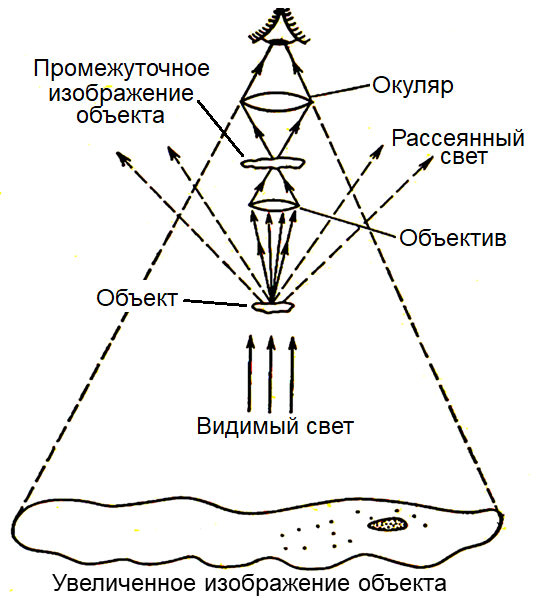 Промежуточное
изображение
объекта
Окуляр
Рассеянный
свет
Объектив
Объект
Видимый свет
Увеличенное изображение объекта